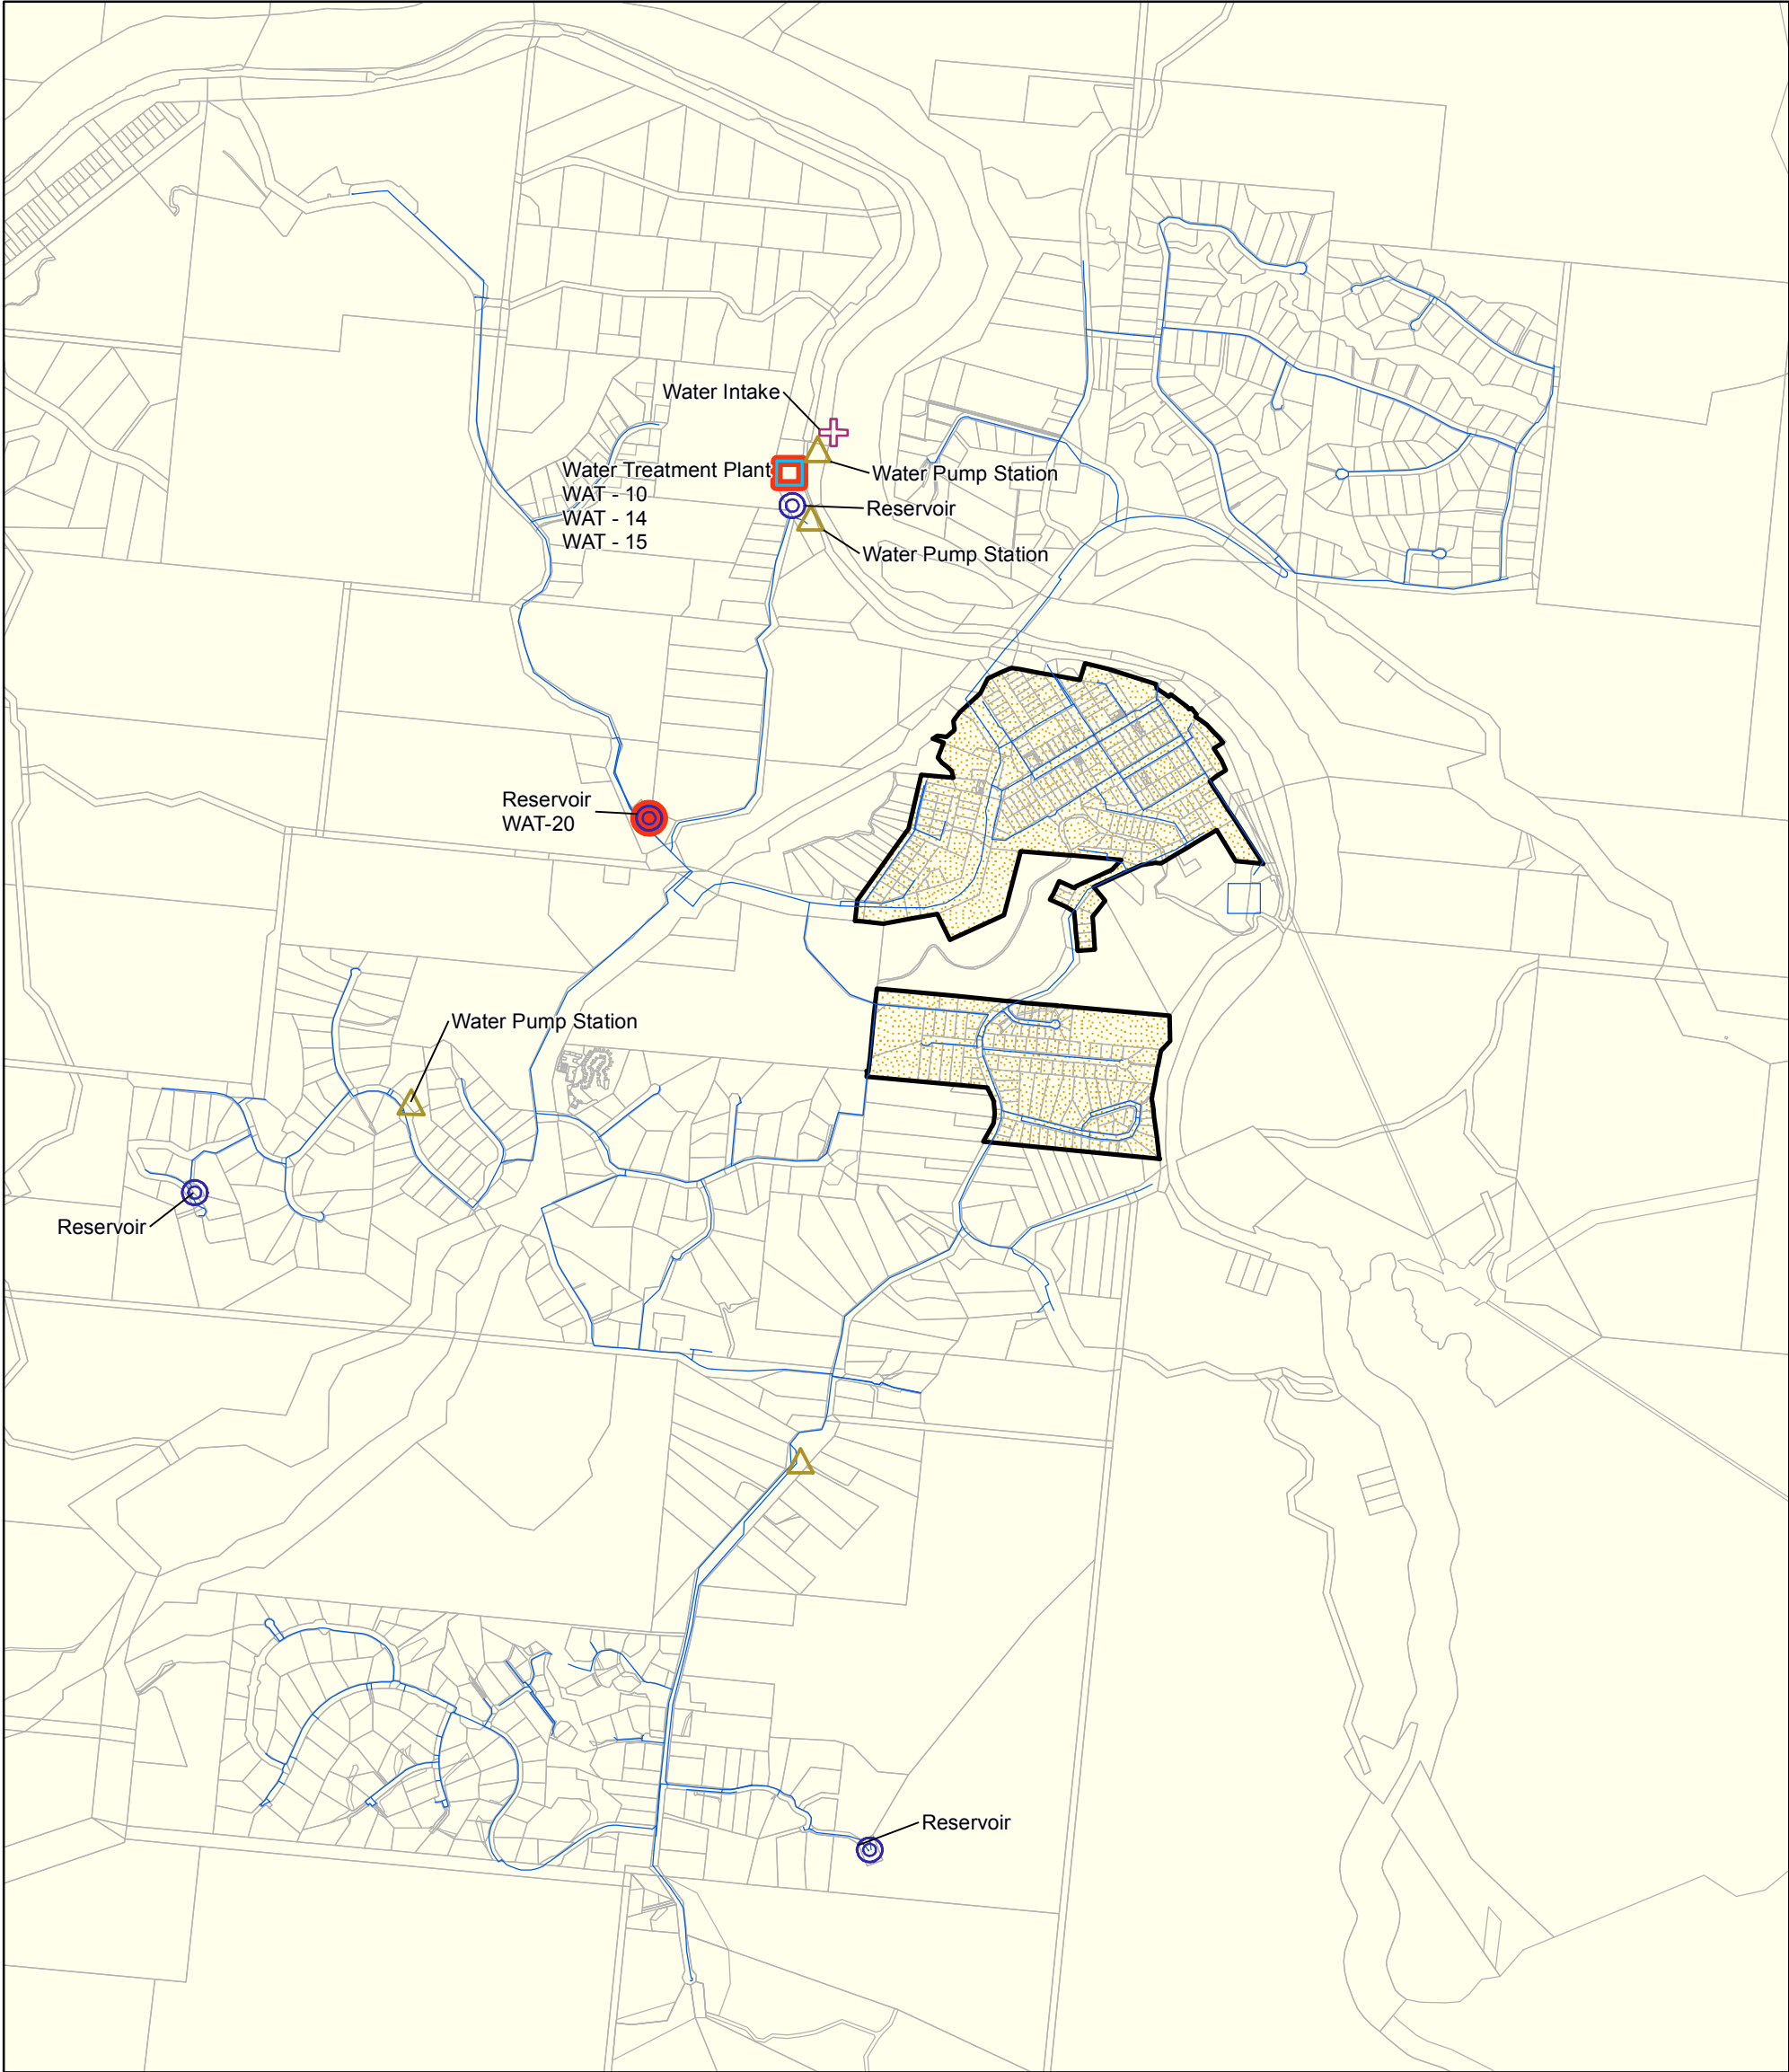 Water Intake
Water Treatment Plant
WAT - 10
WAT - 14
WAT - 15
Water Pump Station
Reservoir
Water Pump Station
Reservoir
WAT-20
Water Pump Station
Reservoir
Reservoir